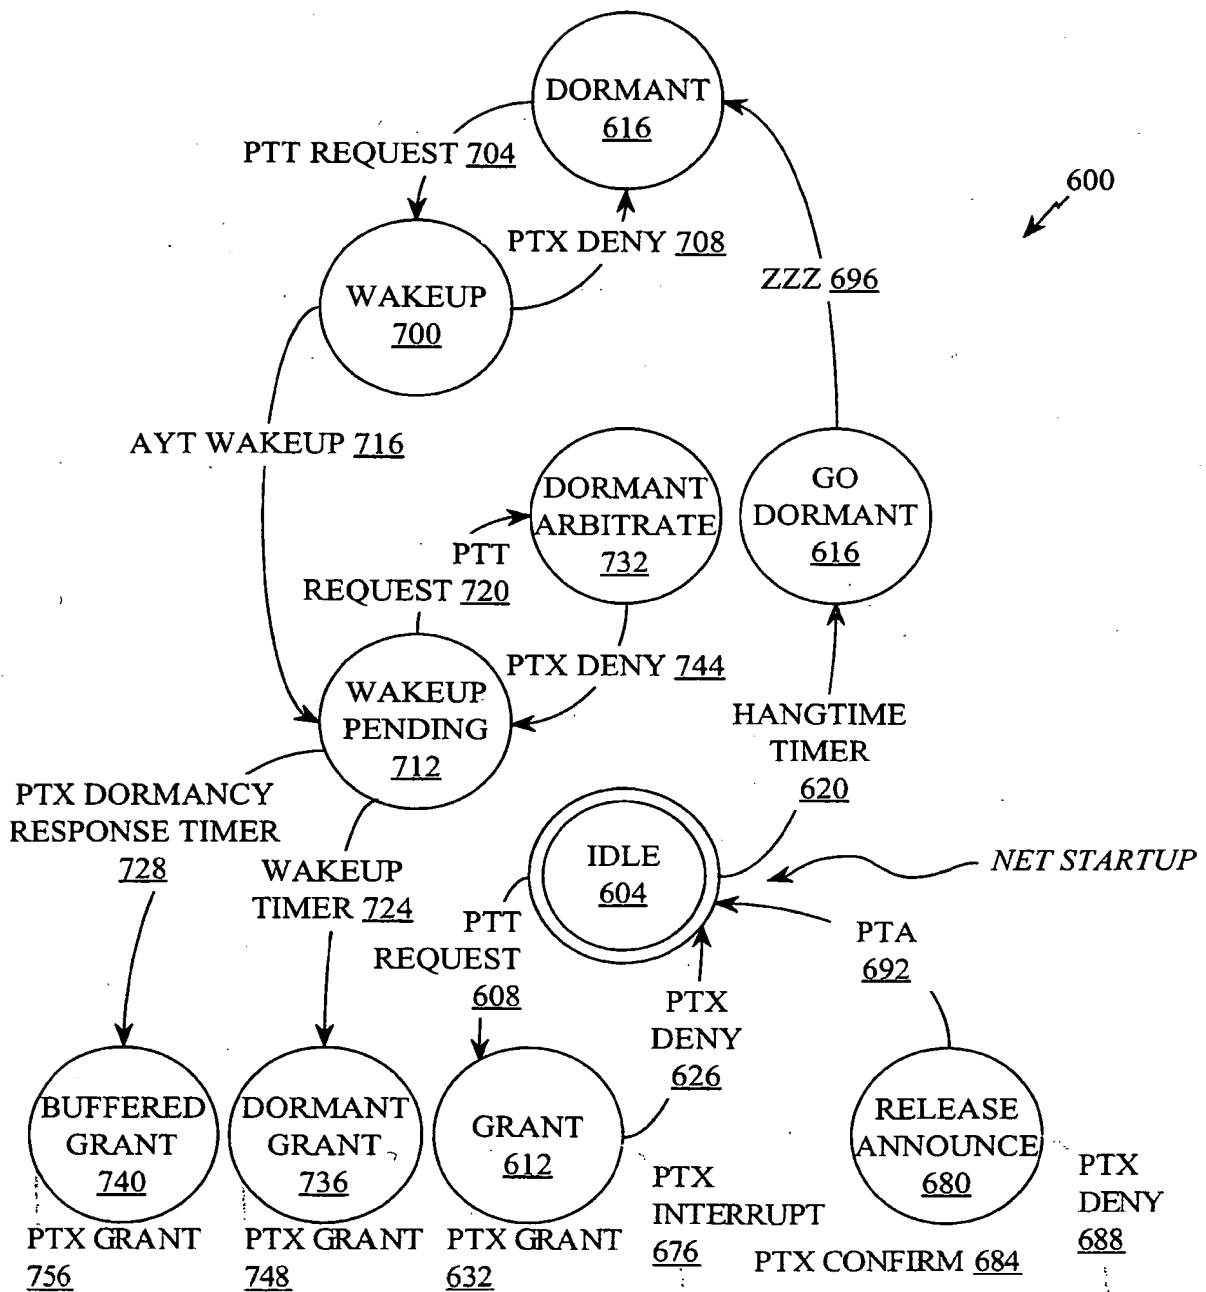 DORMANT
616
PTT REQUEST 704
600
PTX DENY 708
ZZZ 696
WAKEUP
700
AYT WAKEUP 716
DORMANT
ARBITRATE
732
GO
DORMANT
616
PTT
REQUEST 720
PTX DENY 744
WAKEUP
PENDING
712
HANGTIME
TIMER
620
PTX DORMANCY
RESPONSE TIMER
728
WAKEUP
TIMER 724
IDLE
604
NET STARTUP
PTT
REQUEST
608
PTA
692
PTX
DENY
626
BUFFERED
GRANT
740
DORMANT
GRANT
736
GRANT
612
RELEASE
ANNOUNCE
680
PTX GRANT
756
PTX GRANT
748
PTX GRANT
632
PTX
INTERRUPT
676
PTX CONFIRM 684
PTX
DENY
688